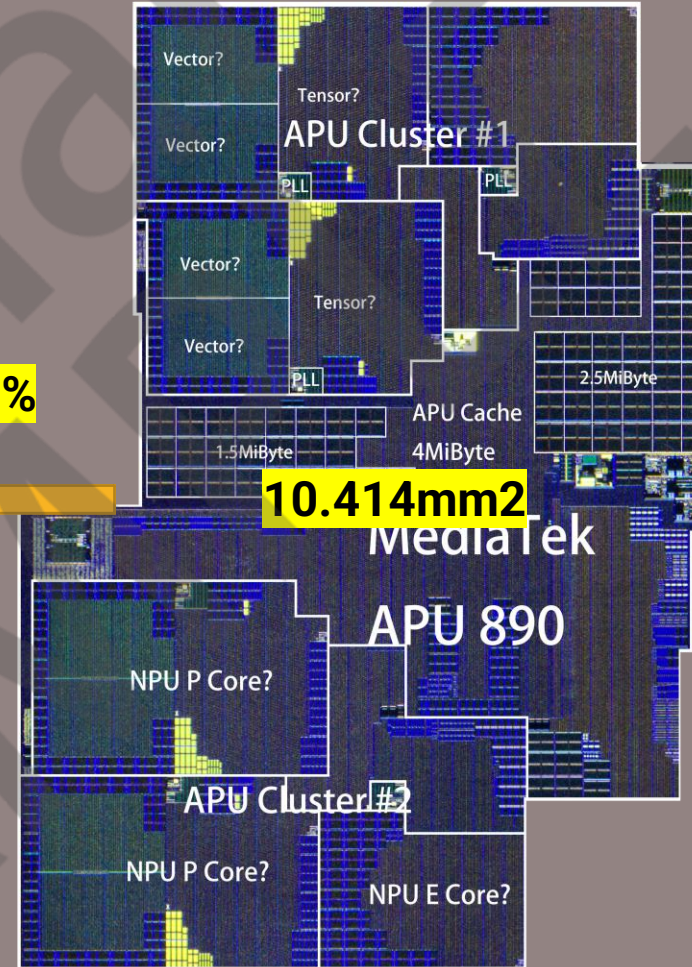 Vector?
Tensor?
APU Cluster #1
Vector?
PLL
PLL
Vector?
Tensor?
Vector?
PLL
2.5MiByte
APU Cache
%
1.5MiByte
4MiByte
10.414mm2
MediaTek
APU 890
NPU P Core?
APU Cluster #2
NPU P Core?
NPU E Core?